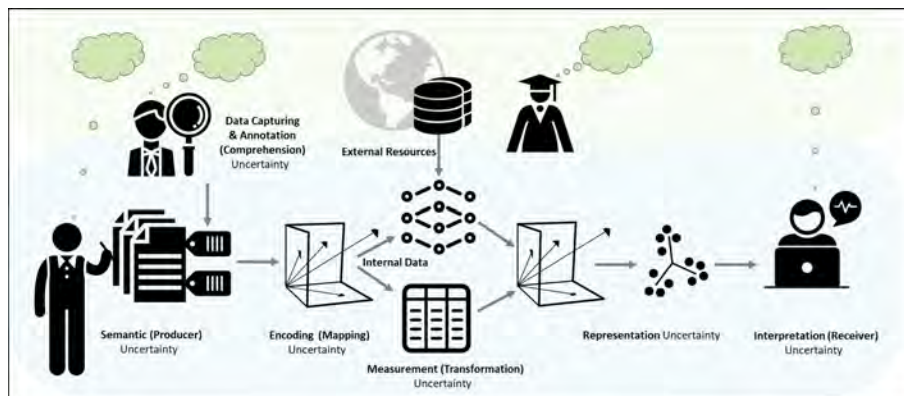 Data Capturing
& Annotation
(Comprehension)
Uncertainty
External Resources
Internal Data
Semantic (Producer)
Uncertainty
Encoding (Mapping)
Uncertainty
Measurement (Transformation)
Uncertainty
Representation Uncertainty
Interpretation (Receiver)
Uncertainty